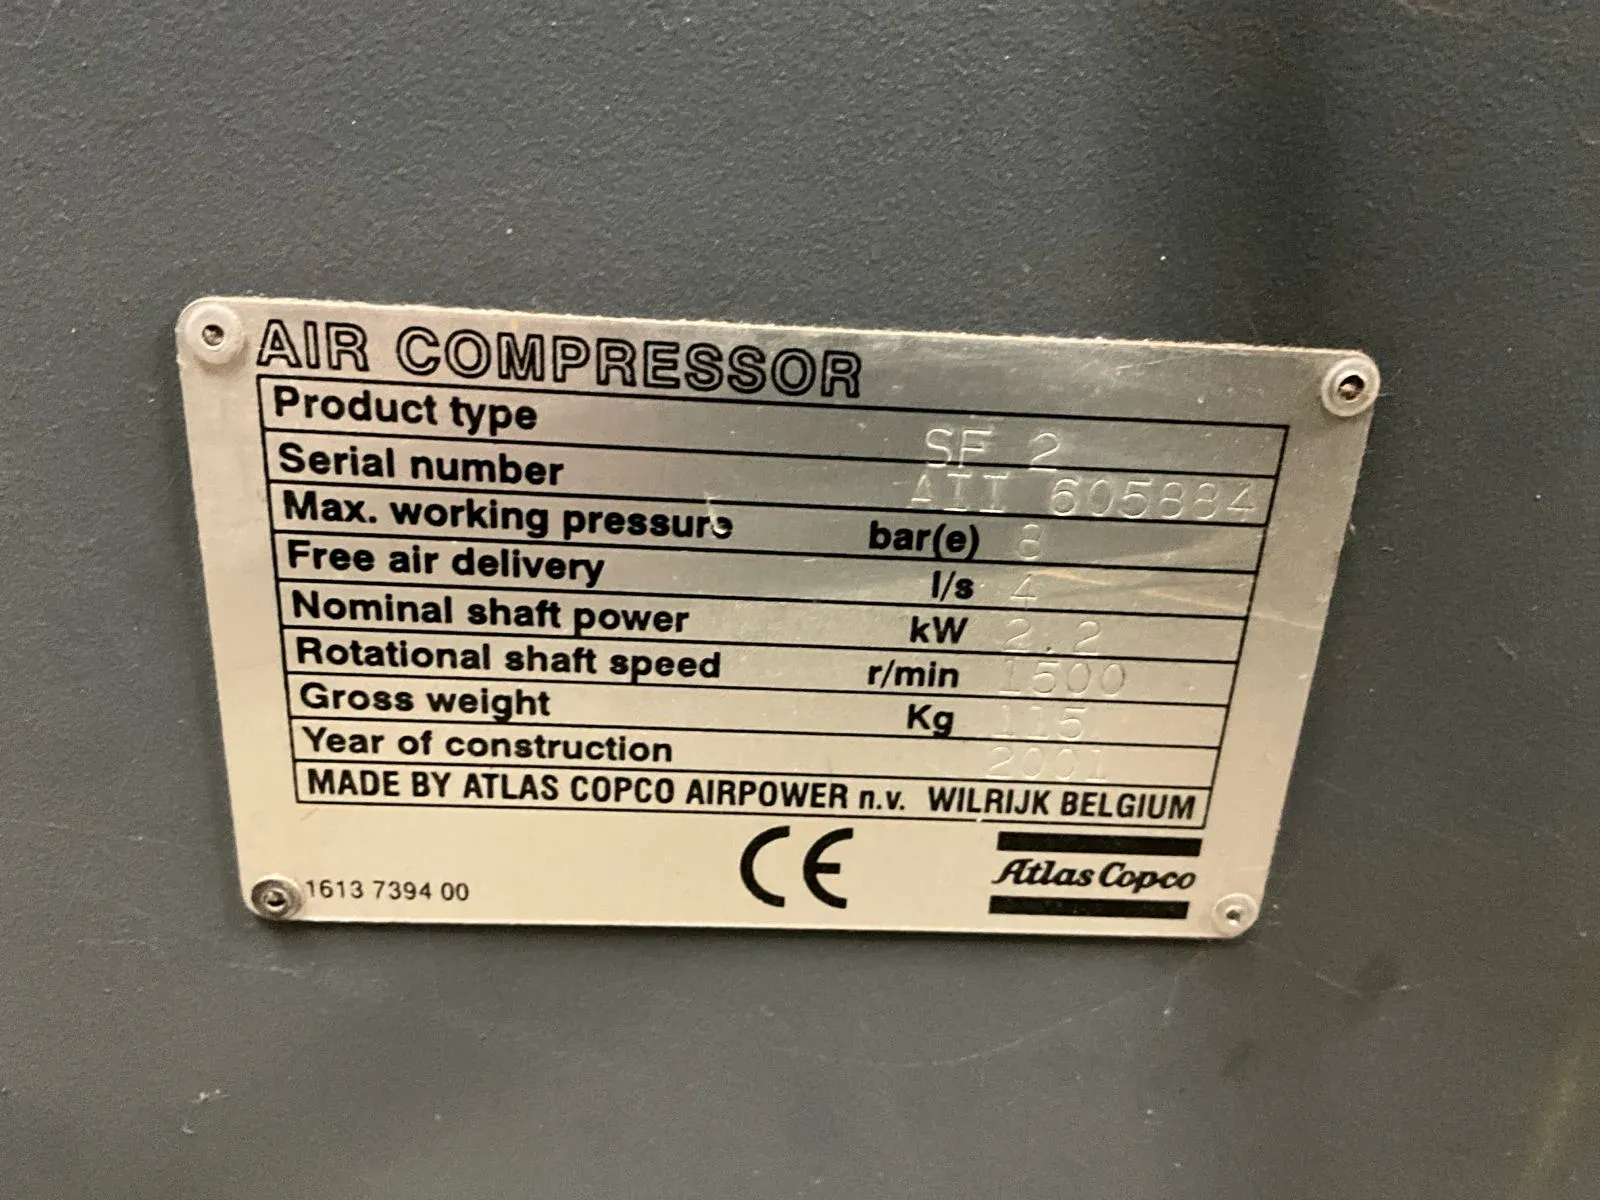 AIR COMPRESSOR
Product type SF 2
Serial number AII 605884
Max. working pressure bar(e) 8
Free air delivery l/s 4
Nominal shaft power kW 2.2
Rotational shaft speed r/min 1500
Gross weight Kg 115
Year of construction 2001
MADE BY ATLAS COPCO AIRPOWER n.v. WILRIJK BELGIUM
1613 7394 00 CE Atlas Copco